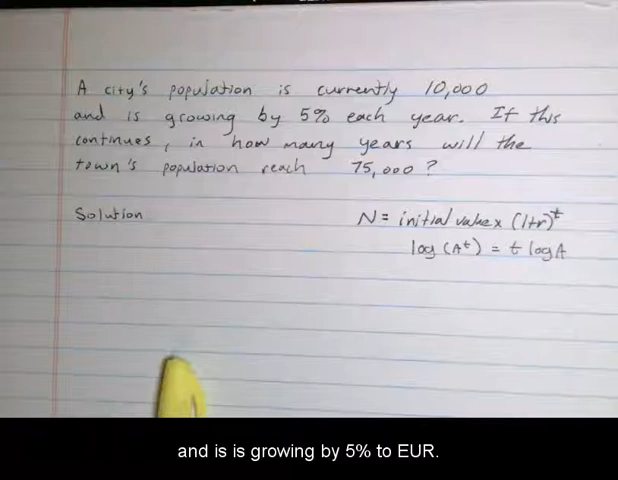 A city's population is currently 10,000
and is growing by 5% each year. If this
continues, in how many years will the
town's population reach 75,000?
Solution
N = initial value x (1+r)^t
log (A^t) = t log A
and is is growing by 5% to EUR.